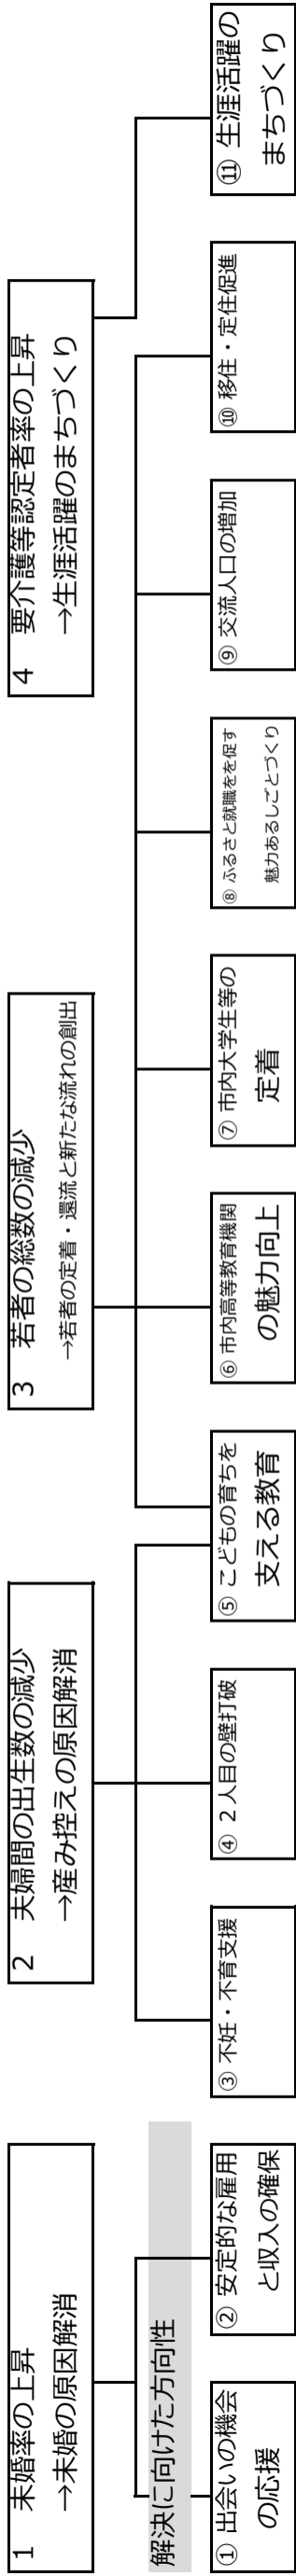 1　未婚率の上昇
→未婚の原因解消
2　夫婦間の出生数の減少
→産み控えの原因解消
3　若者の総数の減少
→若者の定着・還流と新たな流れの創出
4　要介護等認定者率の上昇
→生涯活躍のまちづくり
解決に向けた方向性
① 出会いの機会
の応援
② 安定的な雇用
と収入の確保
③ 不妊・不育支援
④ 2 人目の壁打破
⑤ こどもの育ちを
支える教育
⑥ 市内高等教育機関
の魅力向上
⑦ 市内大学生等の
定着
⑧ ふるさと就職をを促す
魅力あるしごとづくり
⑨ 交流人口の増加
⑩ 移住・定住促進
⑪ 生涯活躍の
まちづくり